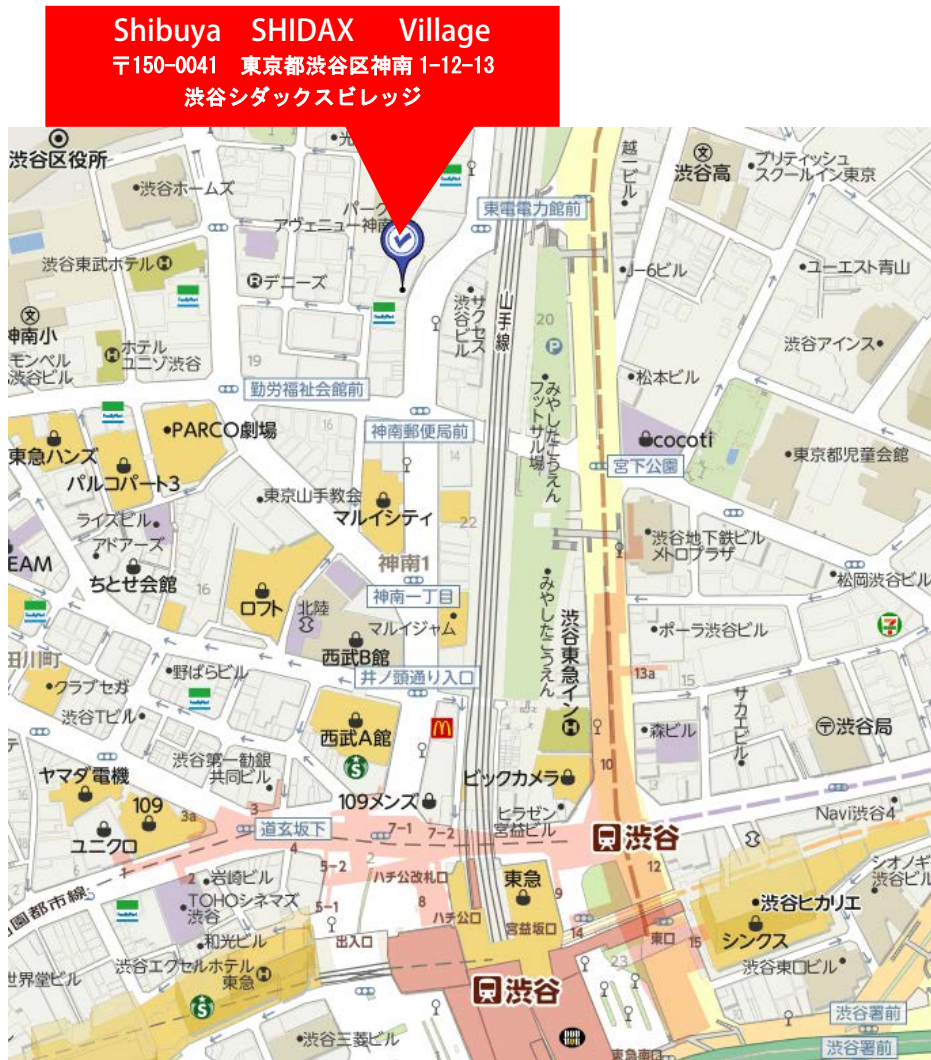 Shibuya SHIDAX Village
〒150-0041 東京都渋谷区神南 1-12-13
渋谷シダックスビレッジ
渋谷区役所
光
FamilyMart
越一ビル
渋谷高
ブリティッシュ
スクールイン東京
渋谷ホームズ
パーク
アヴェニュー神南
東電電力館前
渋谷東武ホテル
デニーズ
J-6ビル
ユーエスト青山
FamilyMart
FamilyMart
サクセス
渋谷ビル
山手線
20
神南小
モンベル
渋谷ビル
ホテル
ユニゾ渋谷
19
渋谷アインス
勤労福祉会館前
松本ビル
みやしたこうえん
フットサル場
FamilyMart
PARCO劇場
16
神南郵便局前
cocoti
東急ハンズ
パルコパート3
14
宮下公園
東京都児童会館
東京山手教会
マルイシティ
22
ライズビル
アドアーズ
渋谷地下鉄ビル
メトロプラザ
EAM
ちとせ会館
神南1
松岡渋谷ビル
16
7
ロフト
北陸
神南一丁目
みやしたこうえん
FamilyMart
マルイジャム
渋谷東急イン
ポーラ渋谷ビル
西武B館
田川町
野ばらビル
井ノ頭通り入口
13a
15
クラブセガ
FamilyMart
サカエビル
渋谷Tビル
西武A館
森ビル
渋谷局
渋谷第一勧銀
共同ビル
ヤマダ電機
ビックカメラ
10
109
3a
3
109メンズ
ヒラゼン
宮益ビル
Navi渋谷4
ユニクロ
道玄坂下
7-1
7-2
渋谷
4
1
2
岩崎ビル
5-2
2
ハチ公改札口
東急
12
シオノギ
渋谷ビル
園都市線
FamilyMart
TOHOシネマズ
渋谷
5-1
8
ハチ公口
9
渋谷ヒカリエ
和光ビル
出入口
宮益坂口
14
東口
15
シンクス
世界堂ビル
渋谷エクセルホテル
東急
23
渋谷東口ビル
渋谷
渋谷署前
渋谷三菱ビル
東急南口
渋谷署前